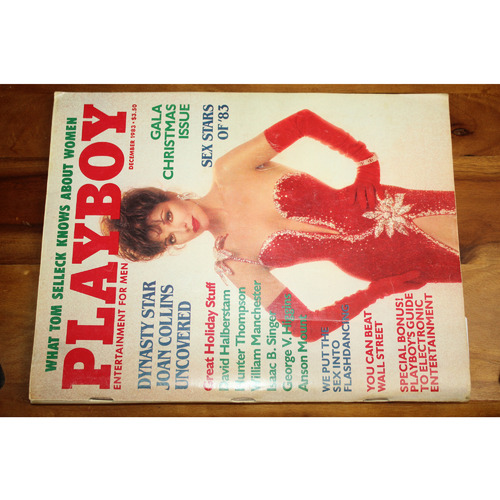 WHAT TOM SELLECK KNOWS ABOUT WOMEN
PLAYBOY
ENTERTAINMENT FOR MEN
DECEMBER 1983 • $3.50
GALA
CHRISTMAS
ISSUE
SEX STARS
OF '83
DYNASTY STAR
JOAN COLLINS
UNCOVERED
Great Holiday Stuff
David Halberstam
Hunter Thompson
William Manchester
Isaac B. Singer
George V. Higgins
Anson Mount
WE PUT THE
SEX INTO
FLASHDANCING
YOU CAN BEAT
WALL STREET
SPECIAL BONUS!
PLAYBOY'S GUIDE
TO ELECTRONIC
ENTERTAINMENT